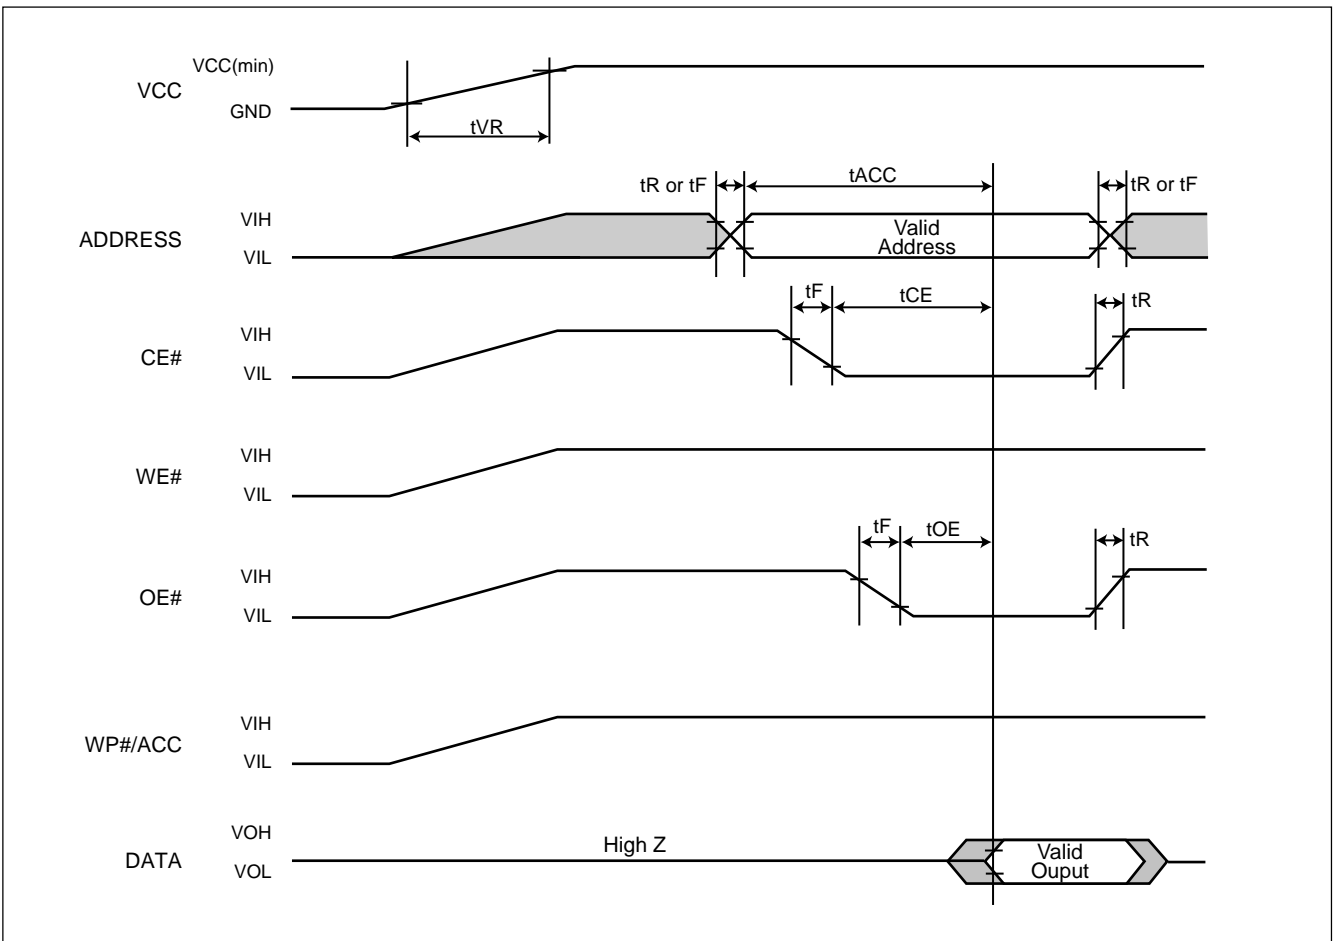 VCC(min)
VCC
GND
tVR
tR or tF
tACC
tR or tF
VIH
ADDRESS
VIL
Valid
Address
tF
tCE
tR
VIH
CE#
VIL
VIH
WE#
VIL
tF
tOE
tR
VIH
OE#
VIL
VIH
WP#/ACC
VIL
VOH
DATA
VOL
High Z
Valid
Ouput